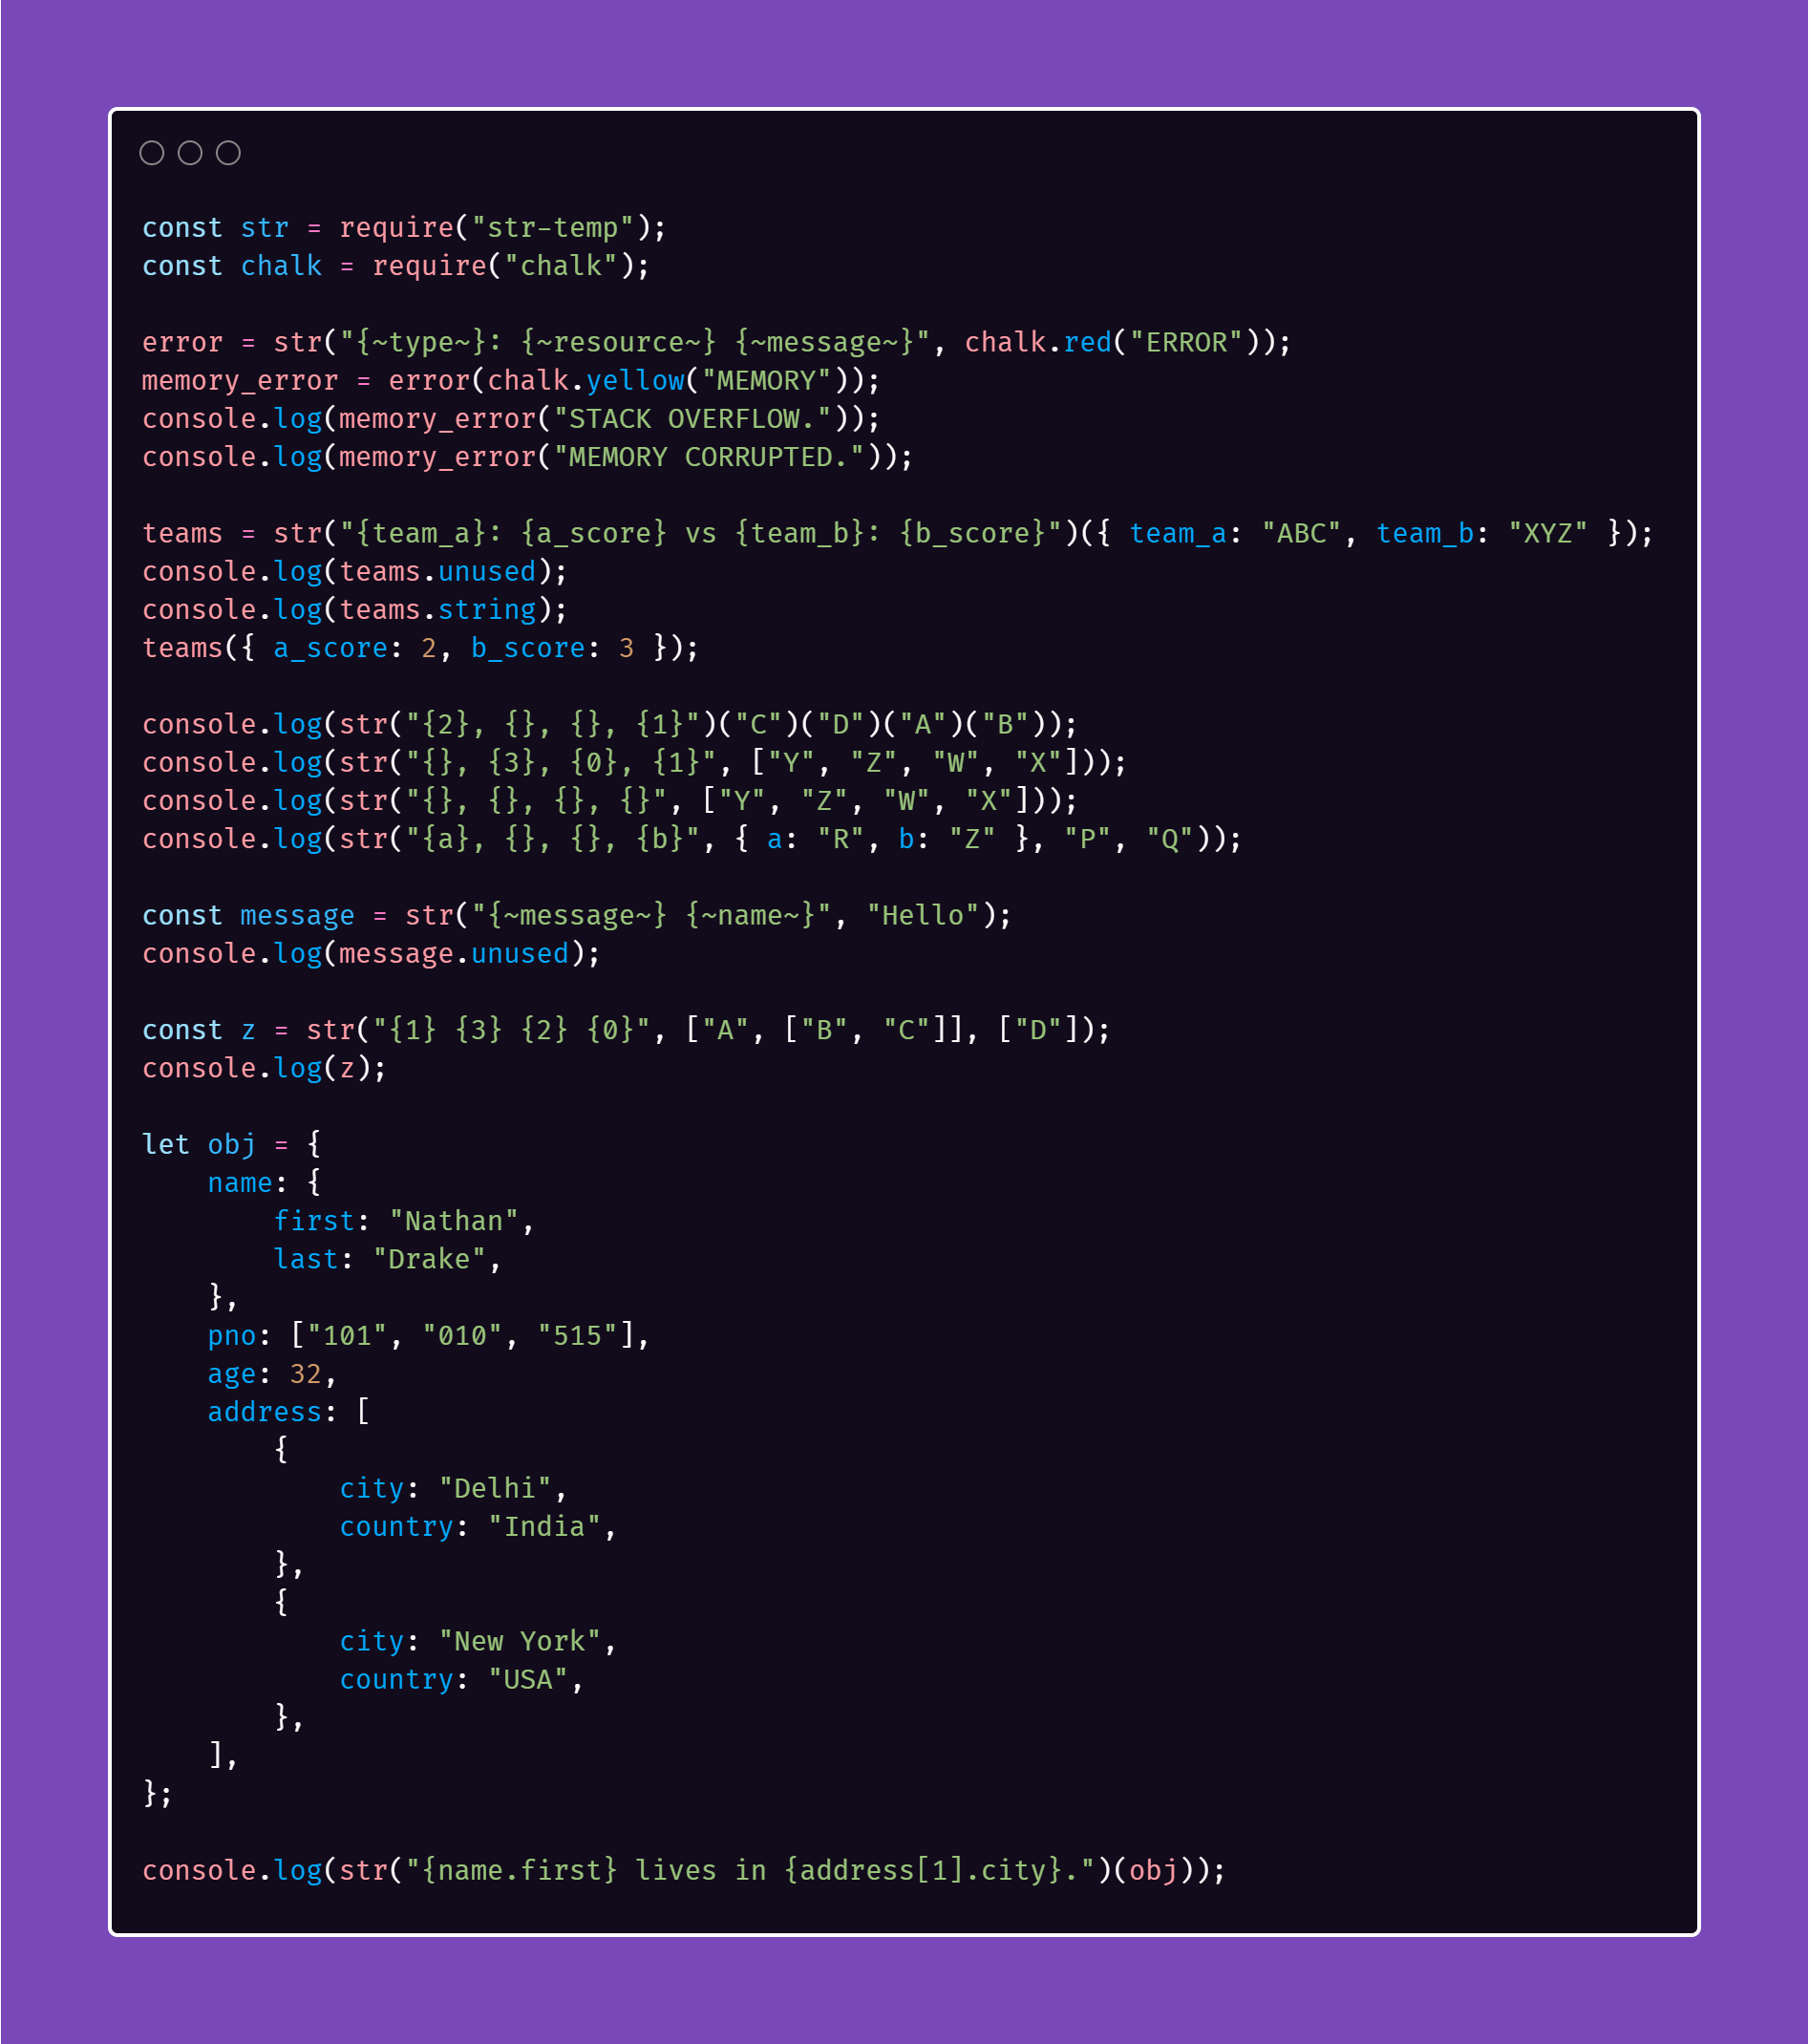 const str = require("str-temp");
const chalk = require("chalk");

error = str("{~type~}: {~resource~} {~message~}", chalk.red("ERROR"));
memory_error = error(chalk.yellow("MEMORY"));
console.log(memory_error("STACK OVERFLOW."));
console.log(memory_error("MEMORY CORRUPTED."));

teams = str("{team_a}: {a_score} vs {team_b}: {b_score}")({ team_a: "ABC", team_b: "XYZ" });
console.log(teams.unused);
console.log(teams.string);
teams({ a_score: 2, b_score: 3 });

console.log(str("{2}, {}, {}, {1}")("C")("D")("A")("B"));
console.log(str("{}, {3}, {0}, {1}", ["Y", "Z", "W", "X"]));
console.log(str("{}, {}, {}, {}", ["Y", "Z", "W", "X"]));
console.log(str("{a}, {}, {}, {b}", { a: "R", b: "Z" }, "P", "Q"));

const message = str("{~message~} {~name~}", "Hello");
console.log(message.unused);

const z = str("{1} {3} {2} {0}", ["A", ["B", "C"]], ["D"]);
console.log(z);

let obj = {
    name: {
        first: "Nathan",
        last: "Drake",
    },
    pno: ["101", "010", "515"],
    age: 32,
    address: [
        {
            city: "Delhi",
            country: "India",
        },
        {
            city: "New York",
            country: "USA",
        },
    ],
};

console.log(str("{name.first} lives in {address[1].city}.")(obj));